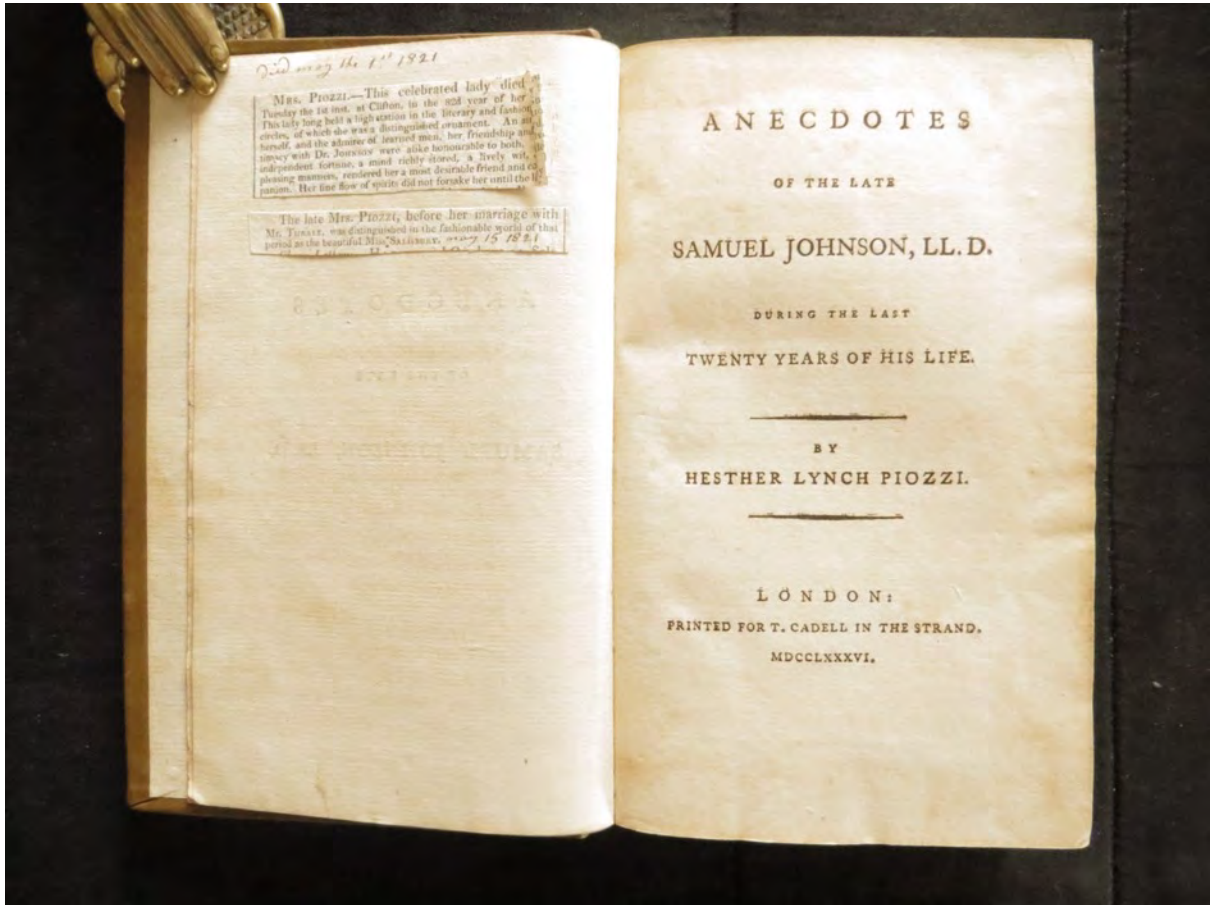 Died may the 1st 1821
MRS. PIOZZI.—This celebrated lady died
Tuesday the 1st inst. at Clifton, in the 82d year of her
This lady long held a high station in the literary and fashion
circles, of which she was a distinguished ornament. An
herself, and the admirer of learned men, her friendship and
timacy with Dr. JOHNSON were alike honourable to both.
independent fortune, a mind richly stored, a lively wit,
pleasing manners, rendered her a most desirable friend and
panion. Her fine flow of spirits did not forsake her until the
The late Mrs. PIOZZI, before her marriage with
Mr. THRALE, was distinguished in the fashionable world of that
period as the beautiful Miss SALISBURY. may 15 1821
ANECDOTES
OF THE LATE
SAMUEL JOHNSON, LL.D.
DURING THE LAST
TWENTY YEARS OF HIS LIFE.
BY
HESTHER LYNCH PIOZZI.
LONDON:
PRINTED FOR T. CADELL IN THE STRAND.
MDCCLXXXVI.